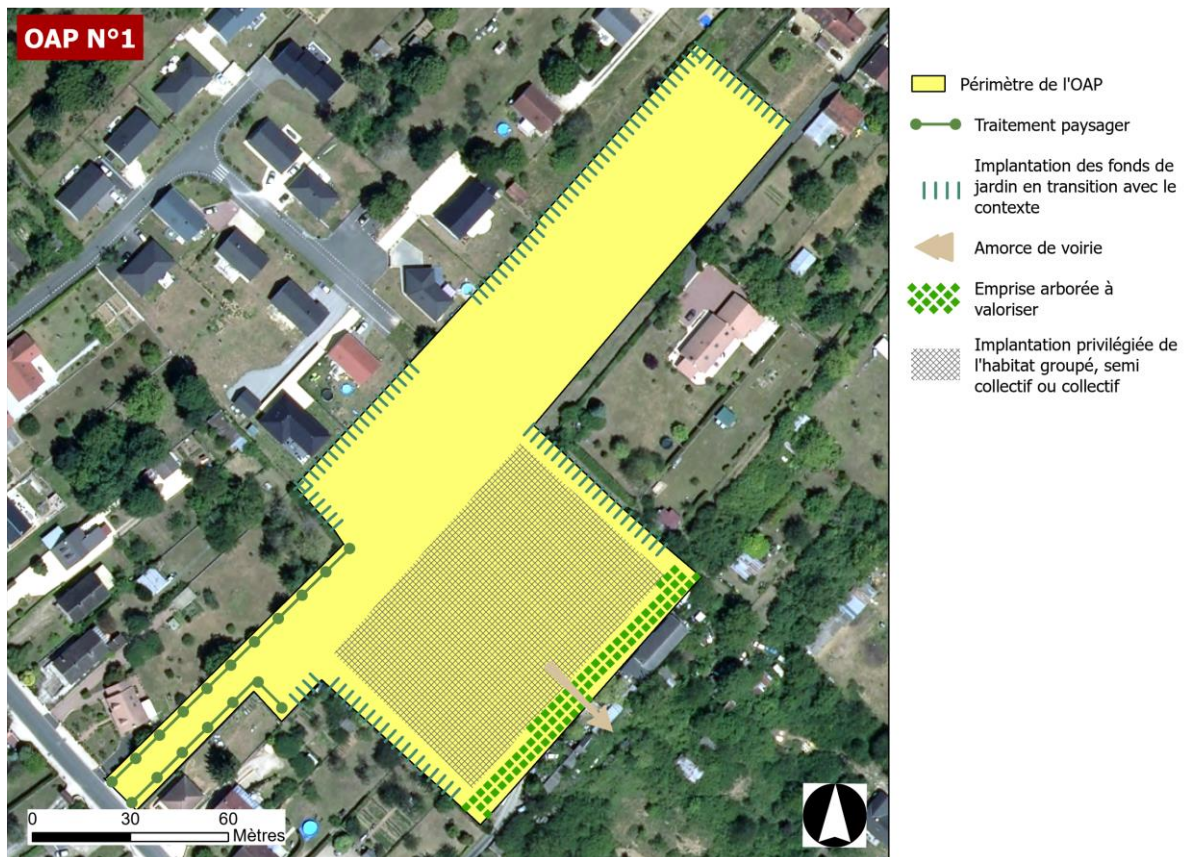 OAP N°1
Périmètre de l'OAP
Traitement paysager
Implantation des fonds de
jardin en transition avec le
contexte
Amorce de voirie
Emprise arborée à
valoriser
Implantation privilégiée de
l'habitat groupé, semi
collectif ou collectif
0 30 60
Mètres